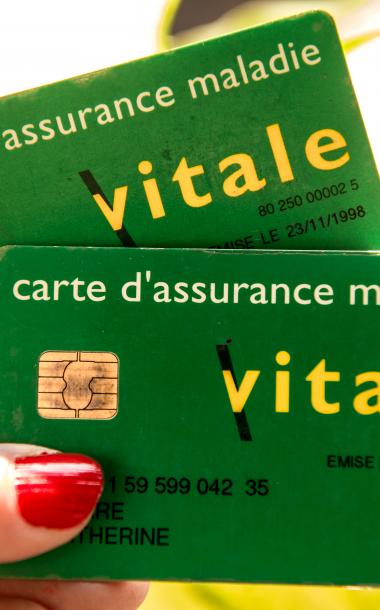 assurance maladie
vitale
80 250 00002 5
EMISE LE 23/11/1998
carte d'assurance m
vita
EMISE
1 59 599 042 35
RE
THERINE